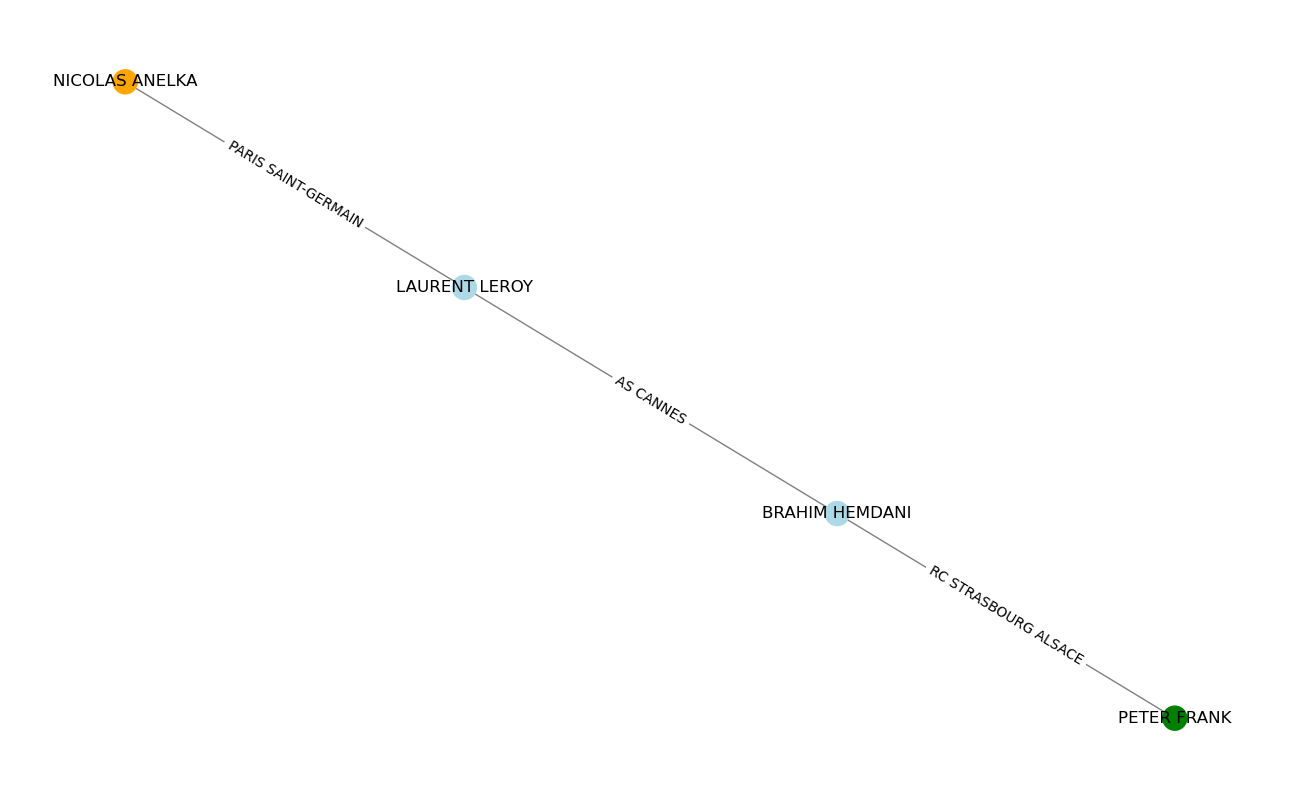 NICOLAS ANELKA
PARIS SAINT-GERMAIN
LAURENT LEROY
AS CANNES
BRAHIM HEMDANI
RC STRASBOURG ALSACE
PETER FRANK